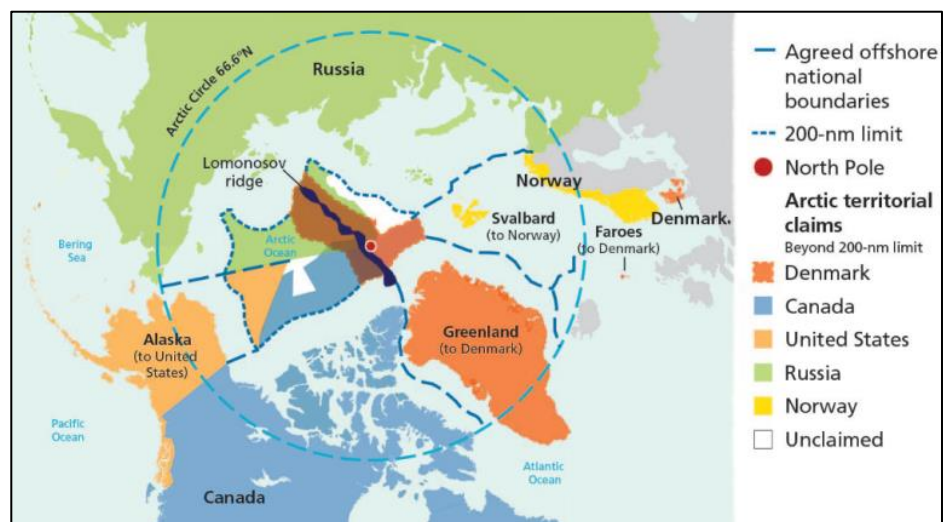 Arctic Circle 66.6°N
Russia
Lomonosov
ridge
Norway
Svalbard
(to Norway)
Denmark.
Faroes
(to Denmark)
Bering
Sea
Arctic
Ocean
Alaska
(to United
States)
Greenland
(to Denmark)
Pacific
Ocean
Atlantic
Ocean
Canada
Agreed offshore
national
boundaries
200-nm limit
North Pole
Arctic territorial
claims
Beyond 200-nm limit
Denmark
Canada
United States
Russia
Norway
Unclaimed